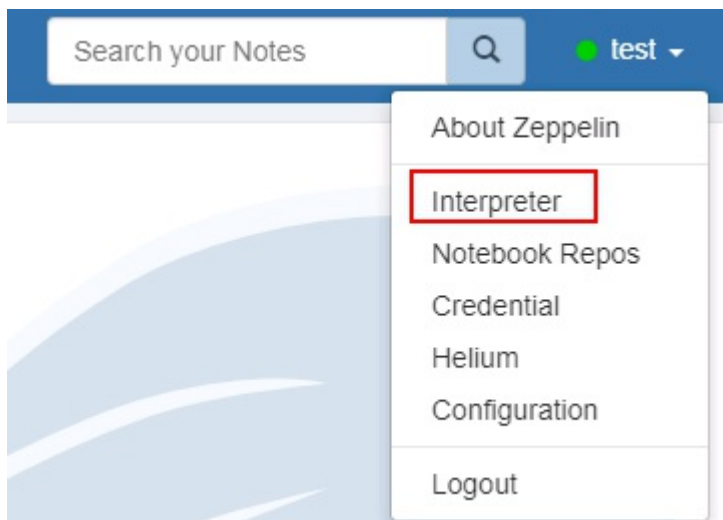 Search your Notes
test
About Zeppelin
Interpreter
Notebook Repos
Credential
Helium
Configuration
Logout